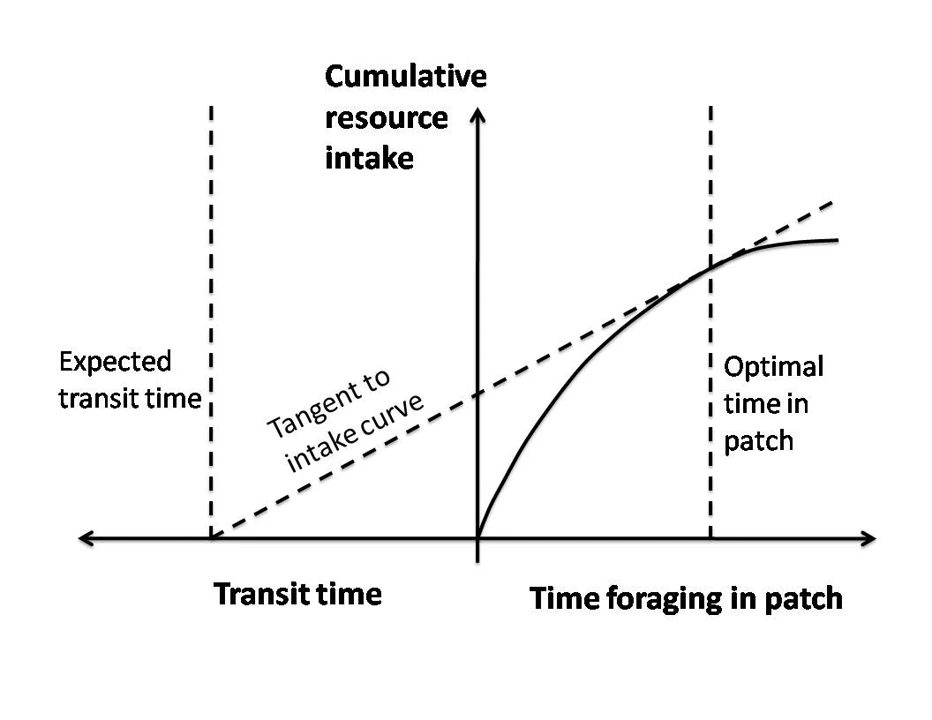 Cumulative
resource
intake
Expected
transit time
Tangent to
intake curve
Optimal
time in
patch
Transit time
Time foraging in patch